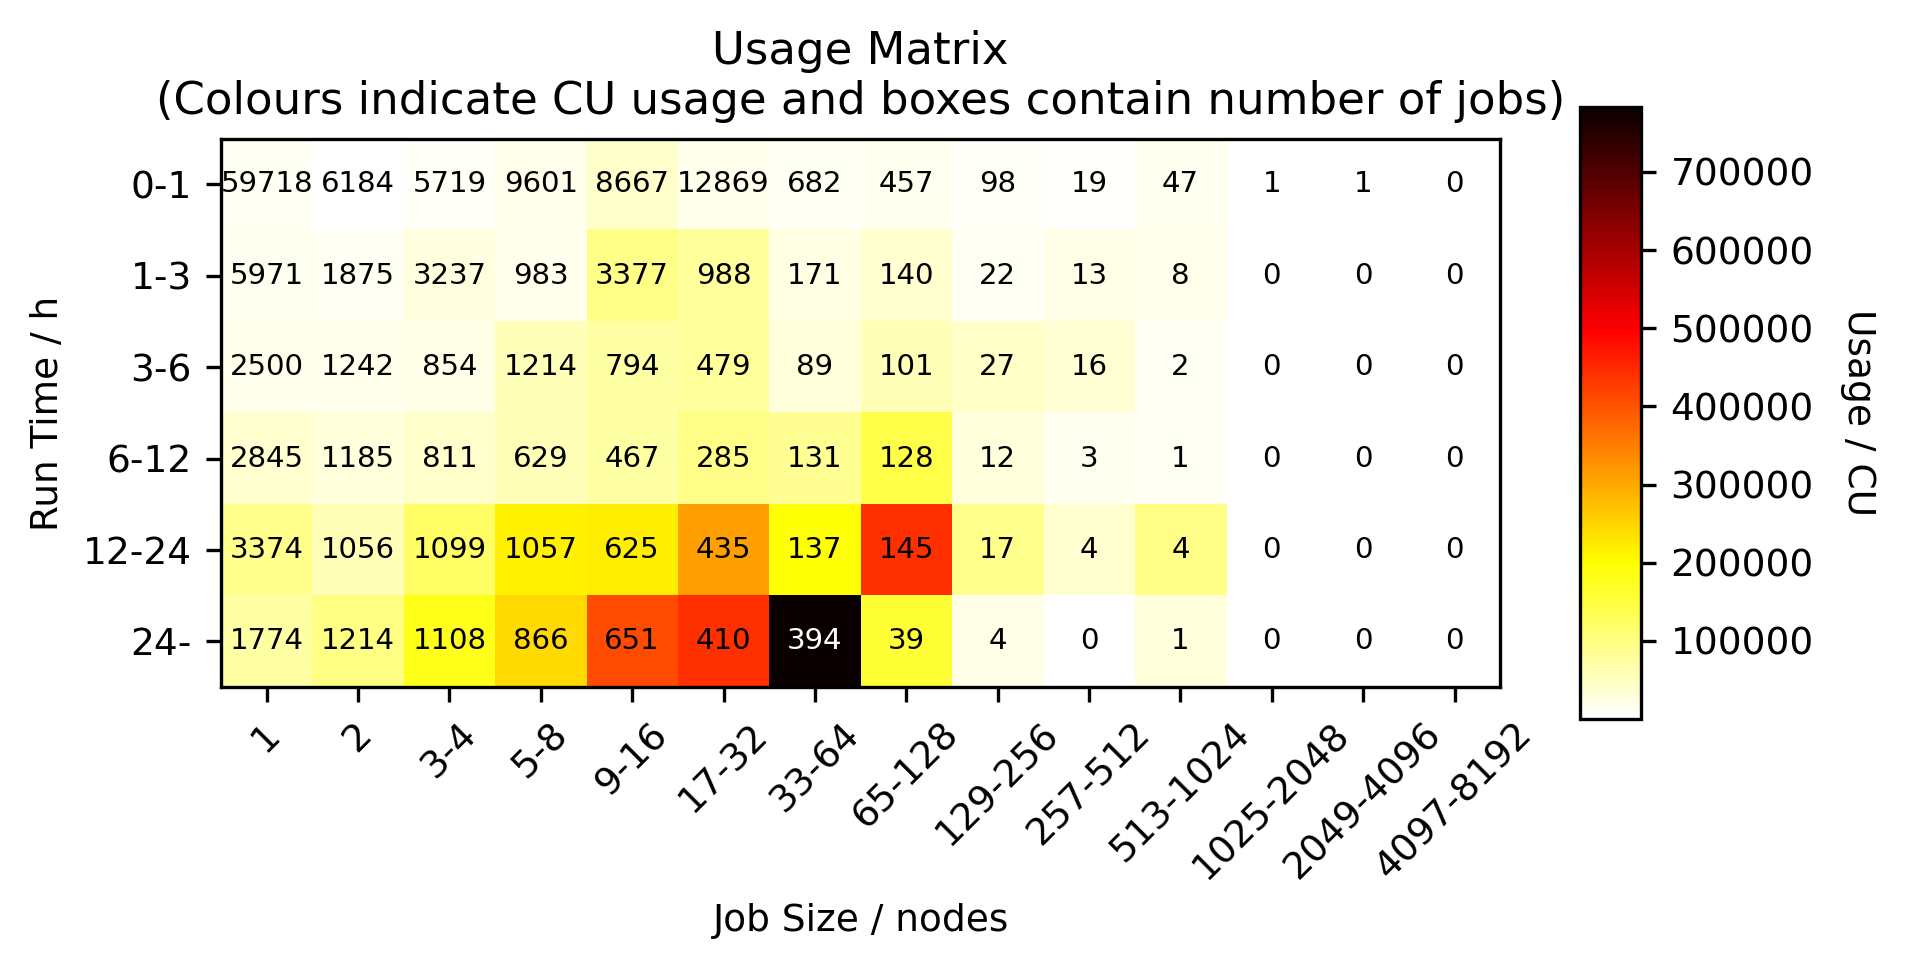 Usage Matrix
(Colours indicate CU usage and boxes contain number of jobs)
Run Time / h
0-1 59718 6184 5719 9601 8667 12869 682 457 98 19 47 1 1 0
1-3 5971 1875 3237 983 3377 988 171 140 22 13 8 0 0 0
3-6 2500 1242 854 1214 794 479 89 101 27 16 2 0 0 0
6-12 2845 1185 811 629 467 285 131 128 12 3 1 0 0 0
12-24 3374 1056 1099 1057 625 435 137 145 17 4 4 0 0 0
24- 1774 1214 1108 866 651 410 394 39 4 0 1 0 0 0
1 2 3-4 5-8 9-16 17-32 33-64 65-128 129-256 257-512 513-1024 1025-2048 2049-4096 4097-8192
Job Size / nodes
700000
600000
500000
400000
300000
200000
100000
Usage / CU